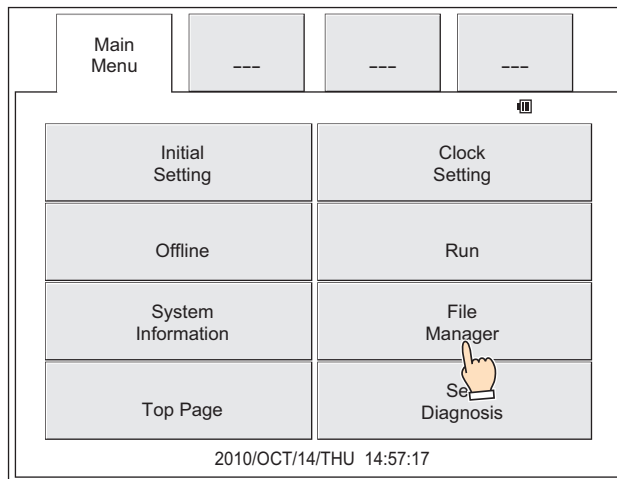 Main
Menu
---
---
---
Initial
Setting
Clock
Setting
Offline
Run
System
Information
File
Manager
Top Page
Diagnosis
2010/OCT/14/THU 14:57:17